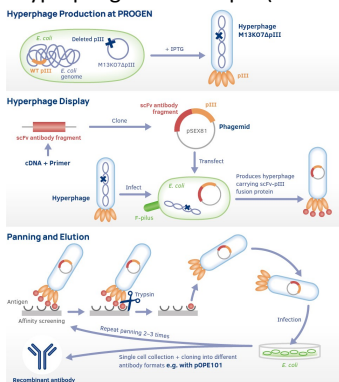 Hyperphage Production at PROGEN
E. coli
Deleted pIII
WT pIII
E. coli
genome
M13KO7ΔpIII
+ IPTG
Hyperphage
M13KO7ΔpIII
pIII
Hyperphage Display
scFv antibody fragment
Clone
scFv antibody
fragment
pIII
pSEX81
Phagemid
cDNA + Primer
Transfect
Hyperphage
Infect
E. coli
F-pilus
Produces hyperphage
carrying scFv-pIII
fusion protein
Panning and Elution
Antigen
Trypsin
Affinity screening
Infection
Repeat panning 2-3 times
E. coli
Single cell collection + cloning into different
antibody formats e.g. with pOPE101
Recombinant antibody